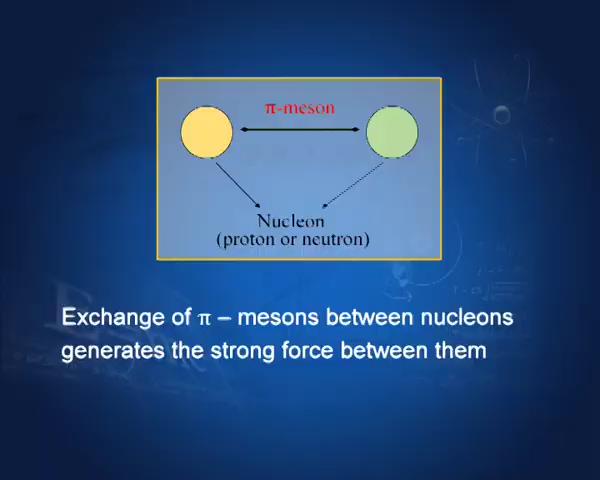 π-meson
Nucleon
(proton or neutron)
Exchange of π – mesons between nucleons
generates the strong force between them